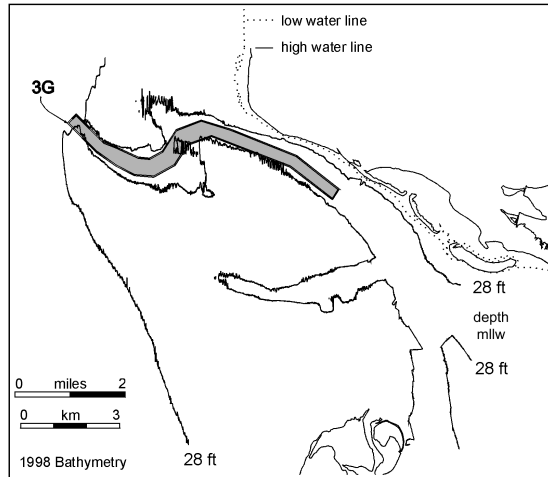 low water line
high water line
3G
28 ft
depth
mllw
28 ft
0 miles 2
0 km 3
1998 Bathymetry
28 ft